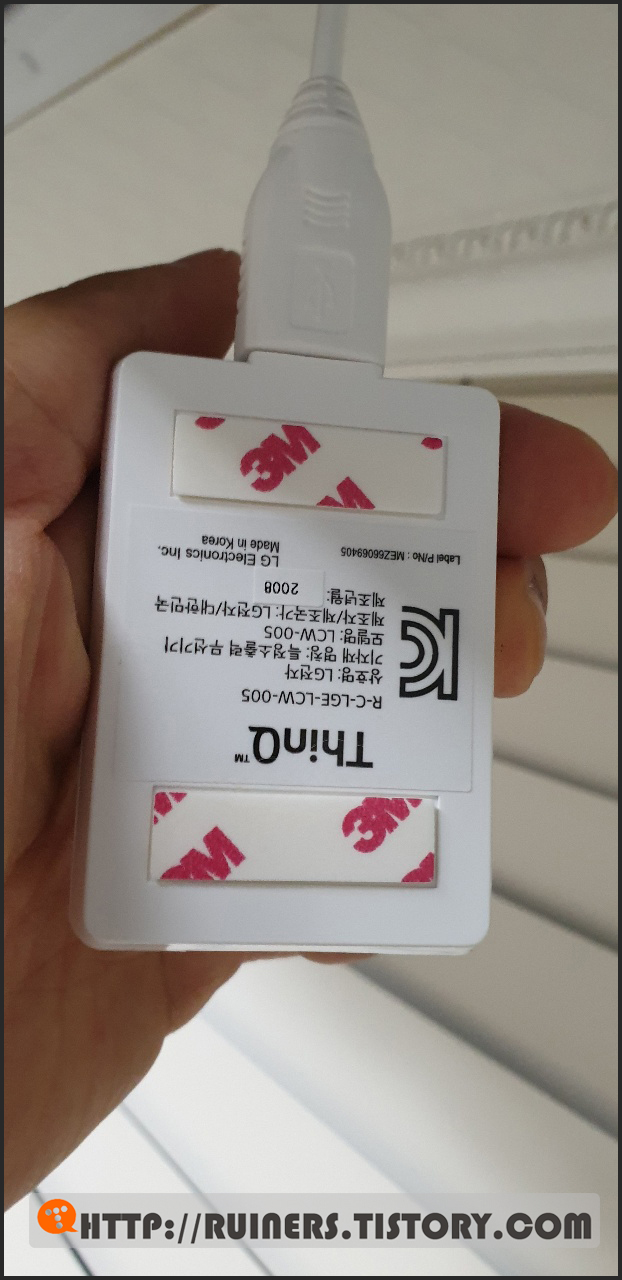 ThinQ™
R-C-LGE-LCW-005
상호명: LG전자
기자재 명칭: 특정소출력 무선기기
모델명: LCW-005
제조자/제조국가: LG전자/대한민국
제조년월: 2008
Label P/No : MEZ66069405
LG Electronics Inc.
Made in Korea
3M
3M
3M
3M
HTTP://RUINERS.TISTORY.COM